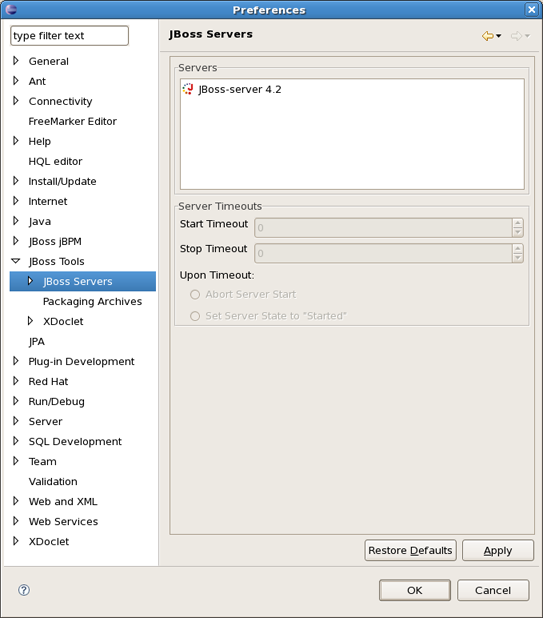 Preferences
type filter text
General
Ant
Connectivity
FreeMarker Editor
Help
HQL editor
Install/Update
Internet
Java
JBoss jBPM
JBoss Tools
JBoss Servers
Packaging Archives
XDoclet
JPA
Plug-in Development
Red Hat
Run/Debug
Server
SQL Development
Team
Validation
Web and XML
Web Services
XDoclet
JBoss Servers
Servers
JBoss-server 4.2
Server Timeouts
Start Timeout 0
Stop Timeout 0
Upon Timeout:
Abort Server Start
Set Server State to "Started"
Restore Defaults Apply
? OK Cancel